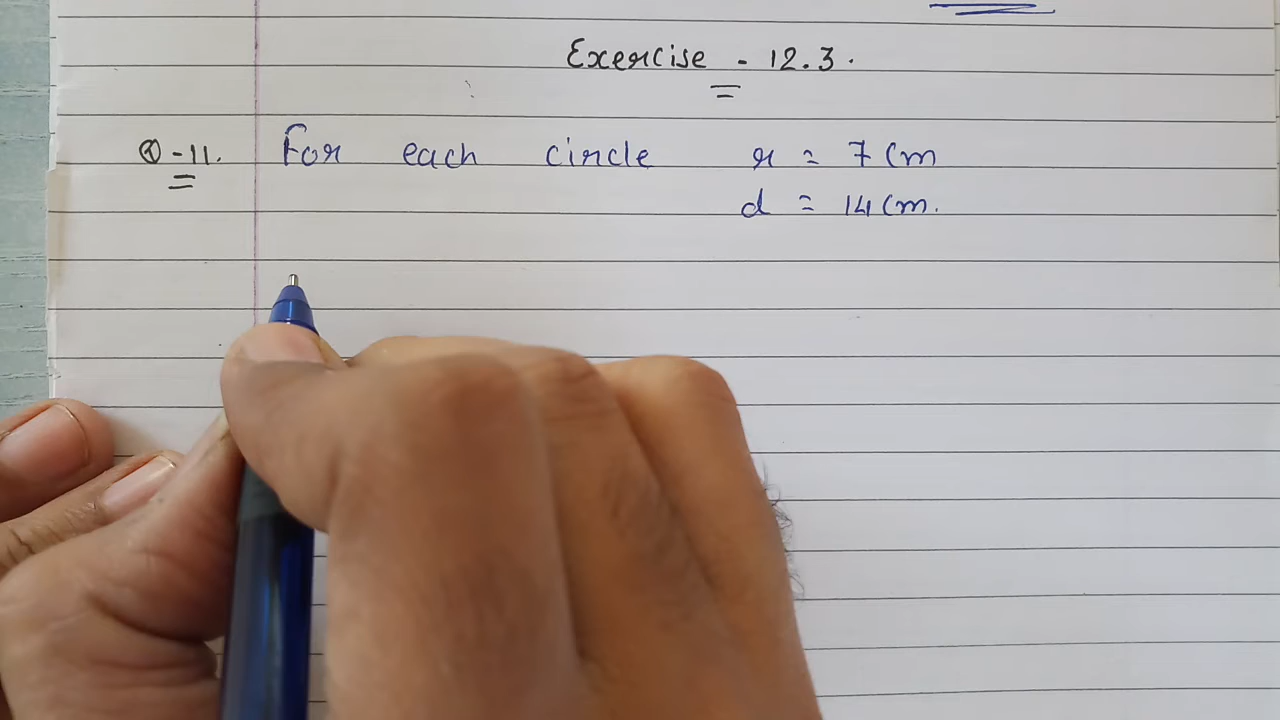 Exercise - 12.3.
Q-11. For each circle r = 7 cm
d = 14 cm.